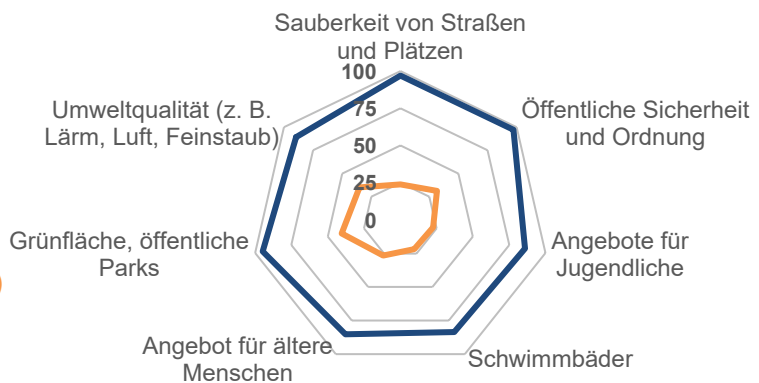 Sauberkeit von Straßen
und Plätzen
100
75
50
25
0
Öffentliche Sicherheit
und Ordnung
Angebote für
Jugendliche
Schwimmbäder
Angebot für ältere
Menschen
Grünfläche, öffentliche
Parks
Umweltqualität (z. B.
Lärm, Luft, Feinstaub)